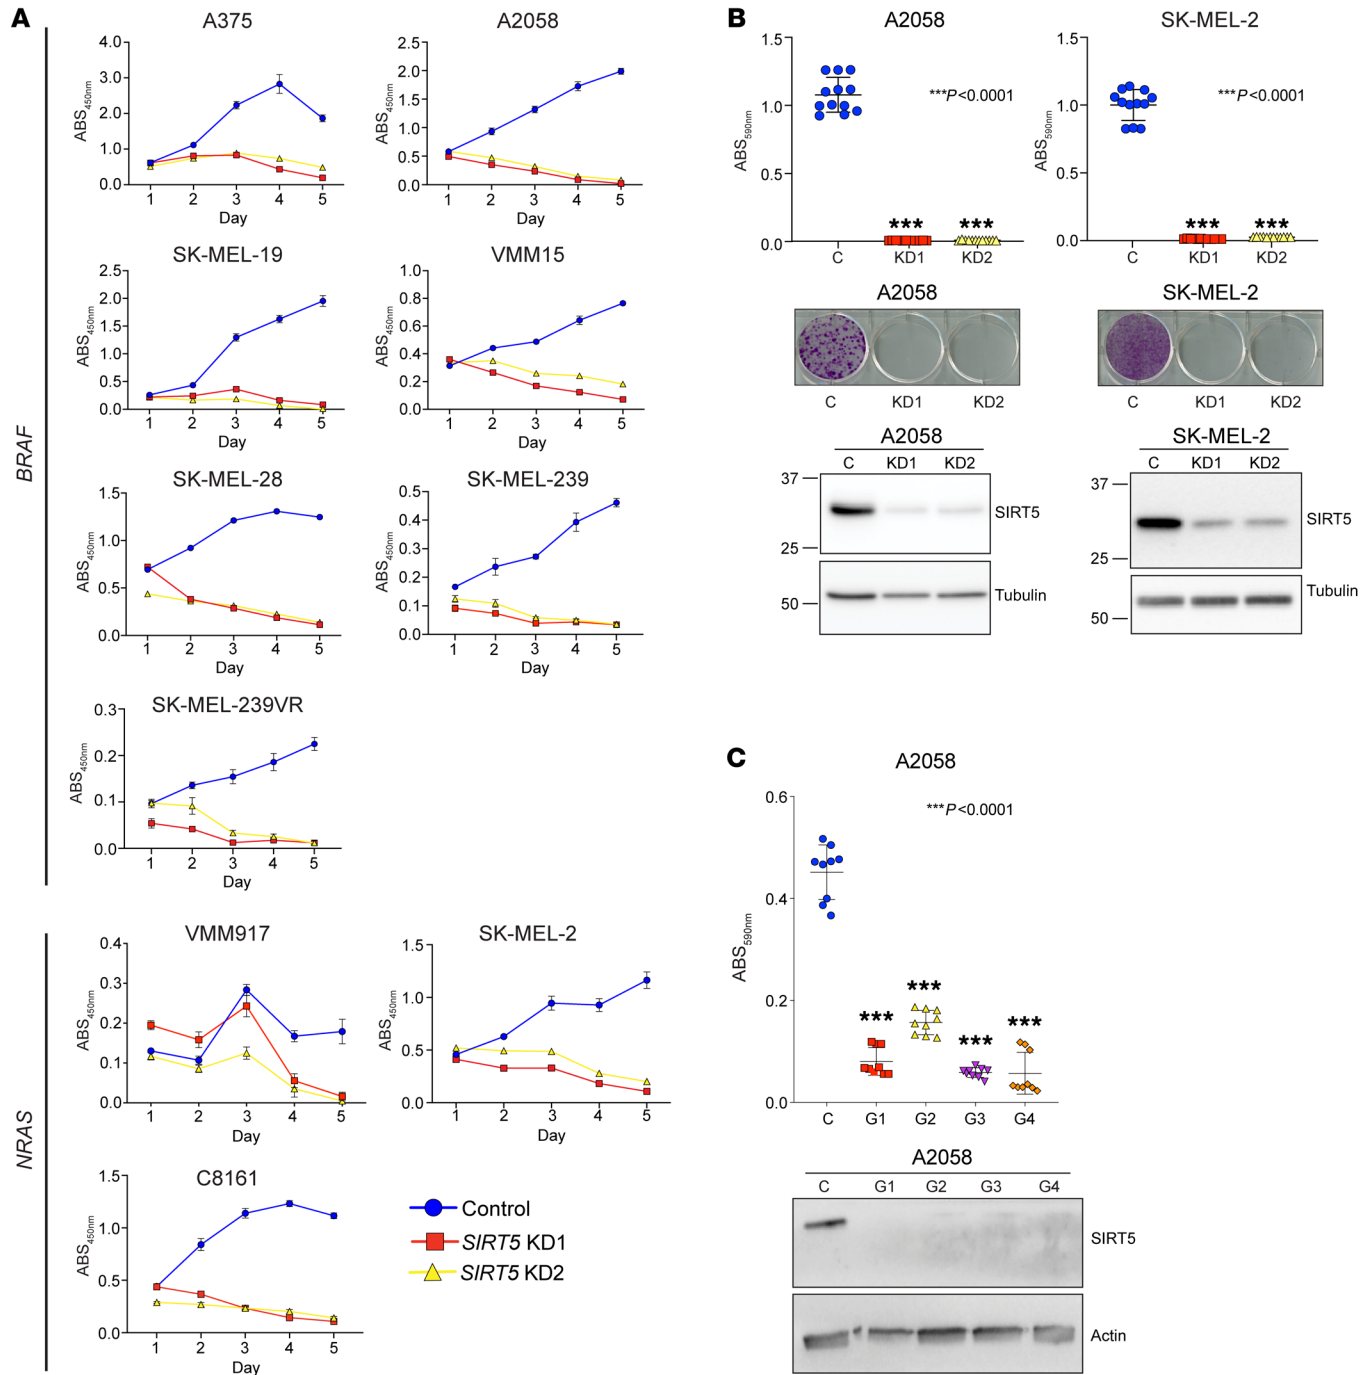 A
BRAF
A375
ABS450nm
4.0
3.0
2.0
1.0
0.0
1 2 3 4 5
Day
A2058
ABS450nm
2.5
2.0
1.5
1.0
0.5
0.0
1 2 3 4 5
Day
SK-MEL-19
ABS450nm
2.5
2.0
1.5
1.0
0.5
0.0
1 2 3 4 5
Day
VMM15
ABS450nm
1.0
0.8
0.6
0.4
0.2
0.0
1 2 3 4 5
Day
SK-MEL-28
ABS450nm
1.5
1.0
0.5
0.0
1 2 3 4 5
Day
SK-MEL-239
ABS450nm
0.5
0.4
0.3
0.2
0.1
0.0
1 2 3 4 5
Day
SK-MEL-239VR
ABS450nm
0.3
0.2
0.1
0.0
1 2 3 4 5
Day
NRAS
VMM917
ABS450nm
0.4
0.3
0.2
0.1
0.0
1 2 3 4 5
Day
SK-MEL-2
ABS450nm
1.5
1.0
0.5
0.0
1 2 3 4 5
Day
C8161
ABS450nm
1.5
1.0
0.5
0.0
1 2 3 4 5
Day
Control
SIRT5 KD1
SIRT5 KD2
B
A2058
ABS590nm
1.5
1.0
0.5
0.0
***P<0.0001
*** ***
C KD1 KD2
SK-MEL-2
ABS590nm
1.5
1.0
0.5
0.0
***P<0.0001
*** ***
C KD1 KD2
A2058
C KD1 KD2
SK-MEL-2
C KD1 KD2
A2058
C KD1 KD2
37
25
SIRT5
50
Tubulin
SK-MEL-2
C KD1 KD2
37
25
SIRT5
50
Tubulin
C
A2058
ABS590nm
0.6
0.4
0.2
0.0
***P<0.0001
*** *** *** ***
C G1 G2 G3 G4
A2058
C G1 G2 G3 G4
SIRT5
Actin